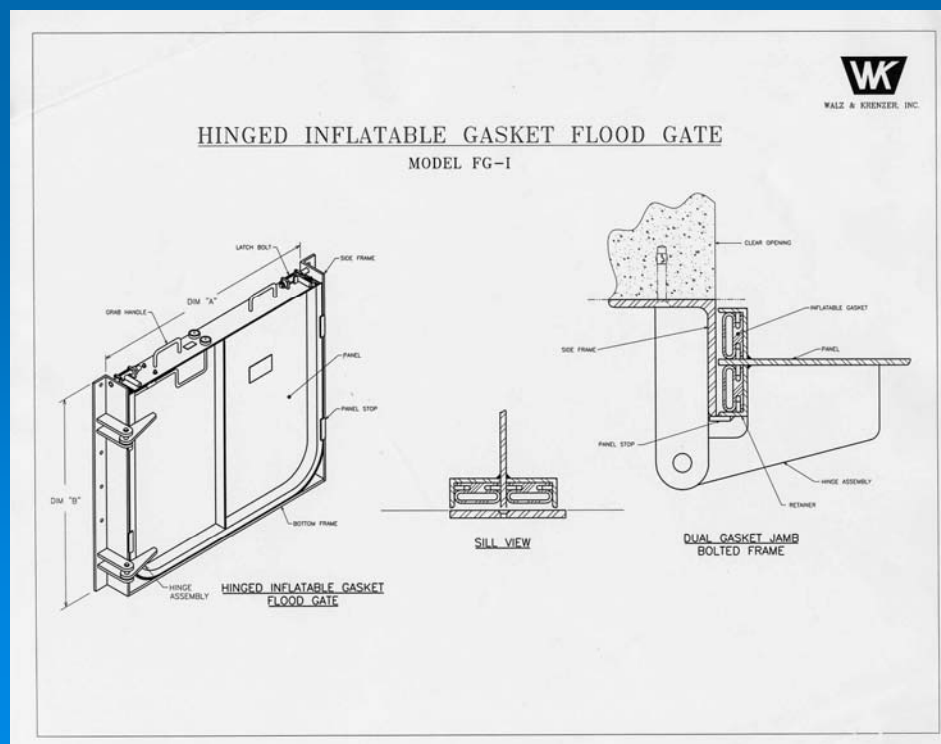 WK
WALZ & KRENZER, INC.
HINGED INFLATABLE GASKET FLOOD GATE
MODEL FG-I
LATCH BOLT
SIDE FRAME
DIM "A"
GRAB HANDLE
PANEL
PANEL STOP
DIM "B"
BOTTOM FRAME
HINGE
ASSEMBLY
HINGED INFLATABLE GASKET
FLOOD GATE
SILL VIEW
CLEAR OPENING
INFLATABLE GASKET
SIDE FRAME
PANEL
PANEL STOP
HINGE ASSEMBLY
RETAINER
DUAL GASKET JAMB
BOLTED FRAME